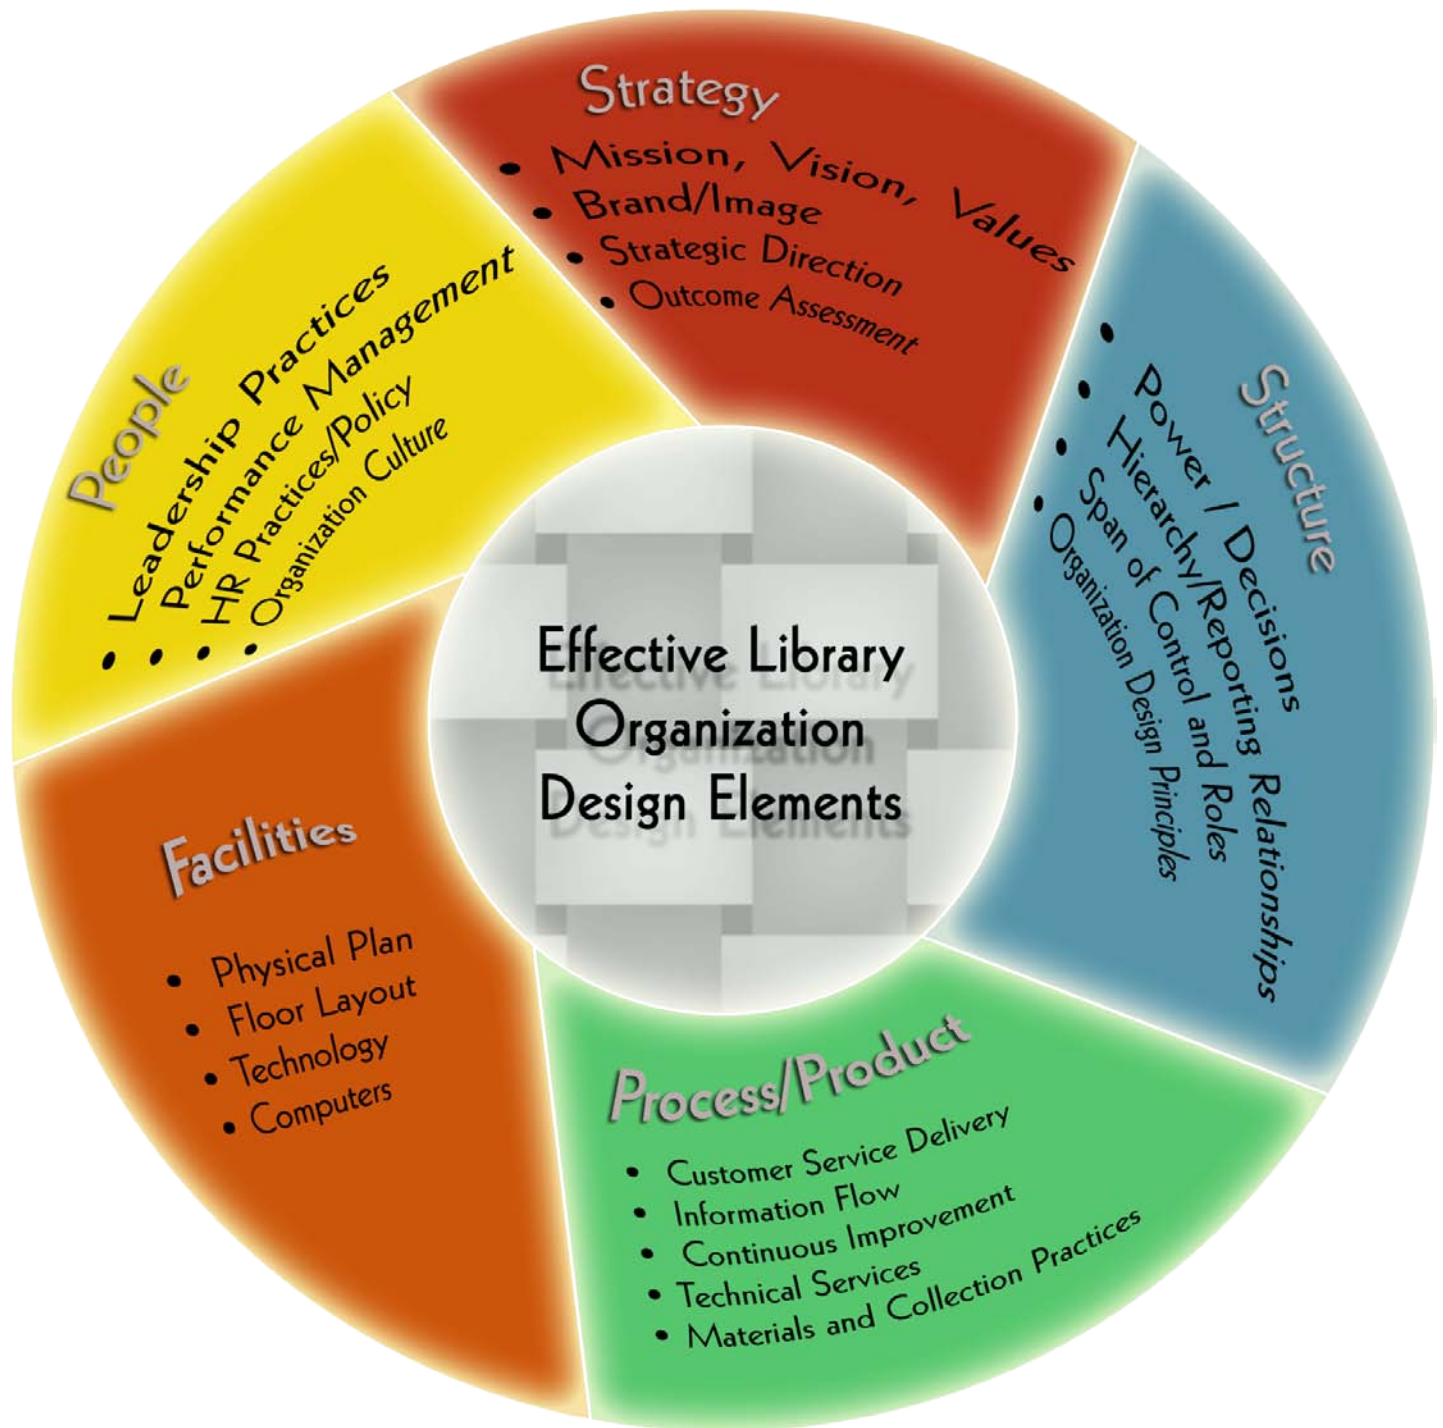 Strategy
• Mission, Vision, Values
• Brand/Image
• Strategic Direction
• Outcome Assessment
Structure
• Power / Decisions
• Hierarchy/Reporting Relationships
• Span of Control and Roles
• Organization Design Principles
Process/Product
• Customer Service Delivery
• Information Flow
• Continuous Improvement
• Technical Services
• Materials and Collection Practices
Facilities
• Physical Plan
• Floor Layout
• Technology
• Computers
People
• Leadership Practices
• Performance Management
• HR Practices/Policy
• Organization Culture
Effective Library
Organization
Design Elements